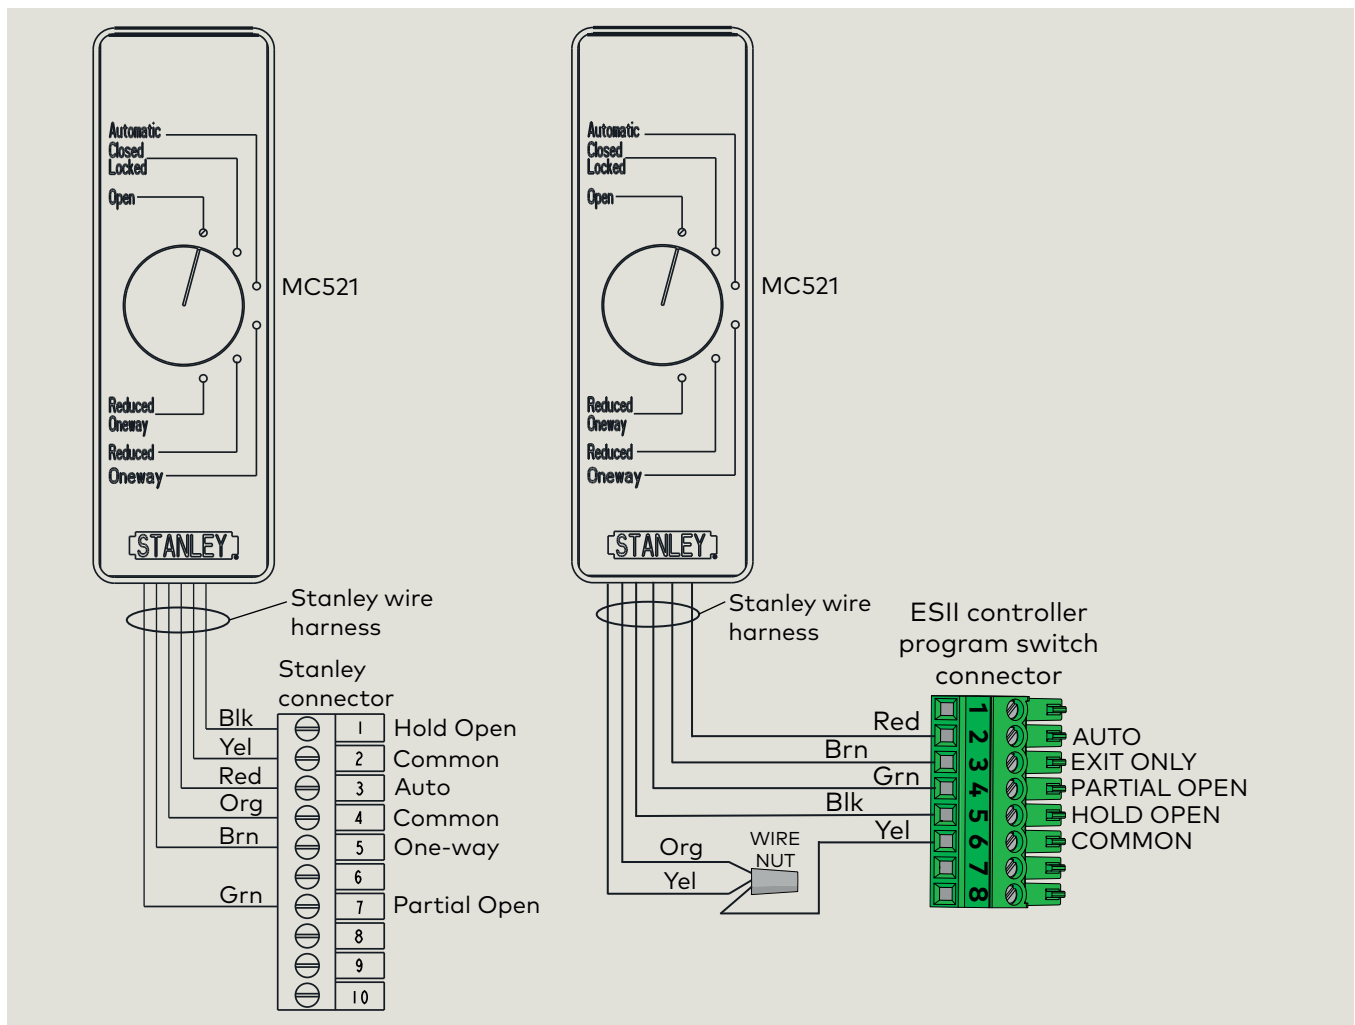 Automatic
Closed
Locked
Open
MC521
Reduced
Oneway
Reduced
Oneway
STANLEY
Stanley wire
harness
Stanley
connector
Blk 1 Hold Open
Yel 2 Common
Red 3 Auto
Org 4 Common
Brn 5 One-way
6
Grn 7 Partial Open
8
9
10
Automatic
Closed
Locked
Open
MC521
Reduced
Oneway
Reduced
Oneway
STANLEY
Stanley wire
harness
ESII controller
program switch
connector
1
Red 2 AUTO
Brn 3 EXIT ONLY
Grn 4 PARTIAL OPEN
Blk 5 HOLD OPEN
Yel 6 COMMON
7
8
Org
Yel
WIRE
NUT